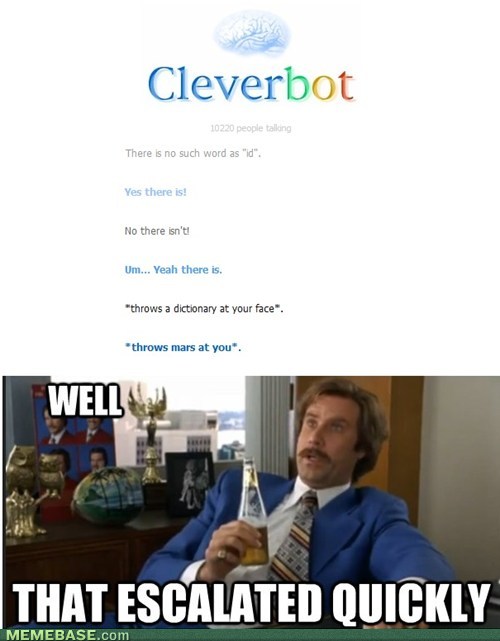 Cleverbot
10220 people talking
There is no such word as "id".
Yes there is!
No there isn't!
Um... Yeah there is.
*throws a dictionary at your face*.
*throws mars at you*.
WELL
THAT ESCALATED QUICKLY
MEMEBASE.com